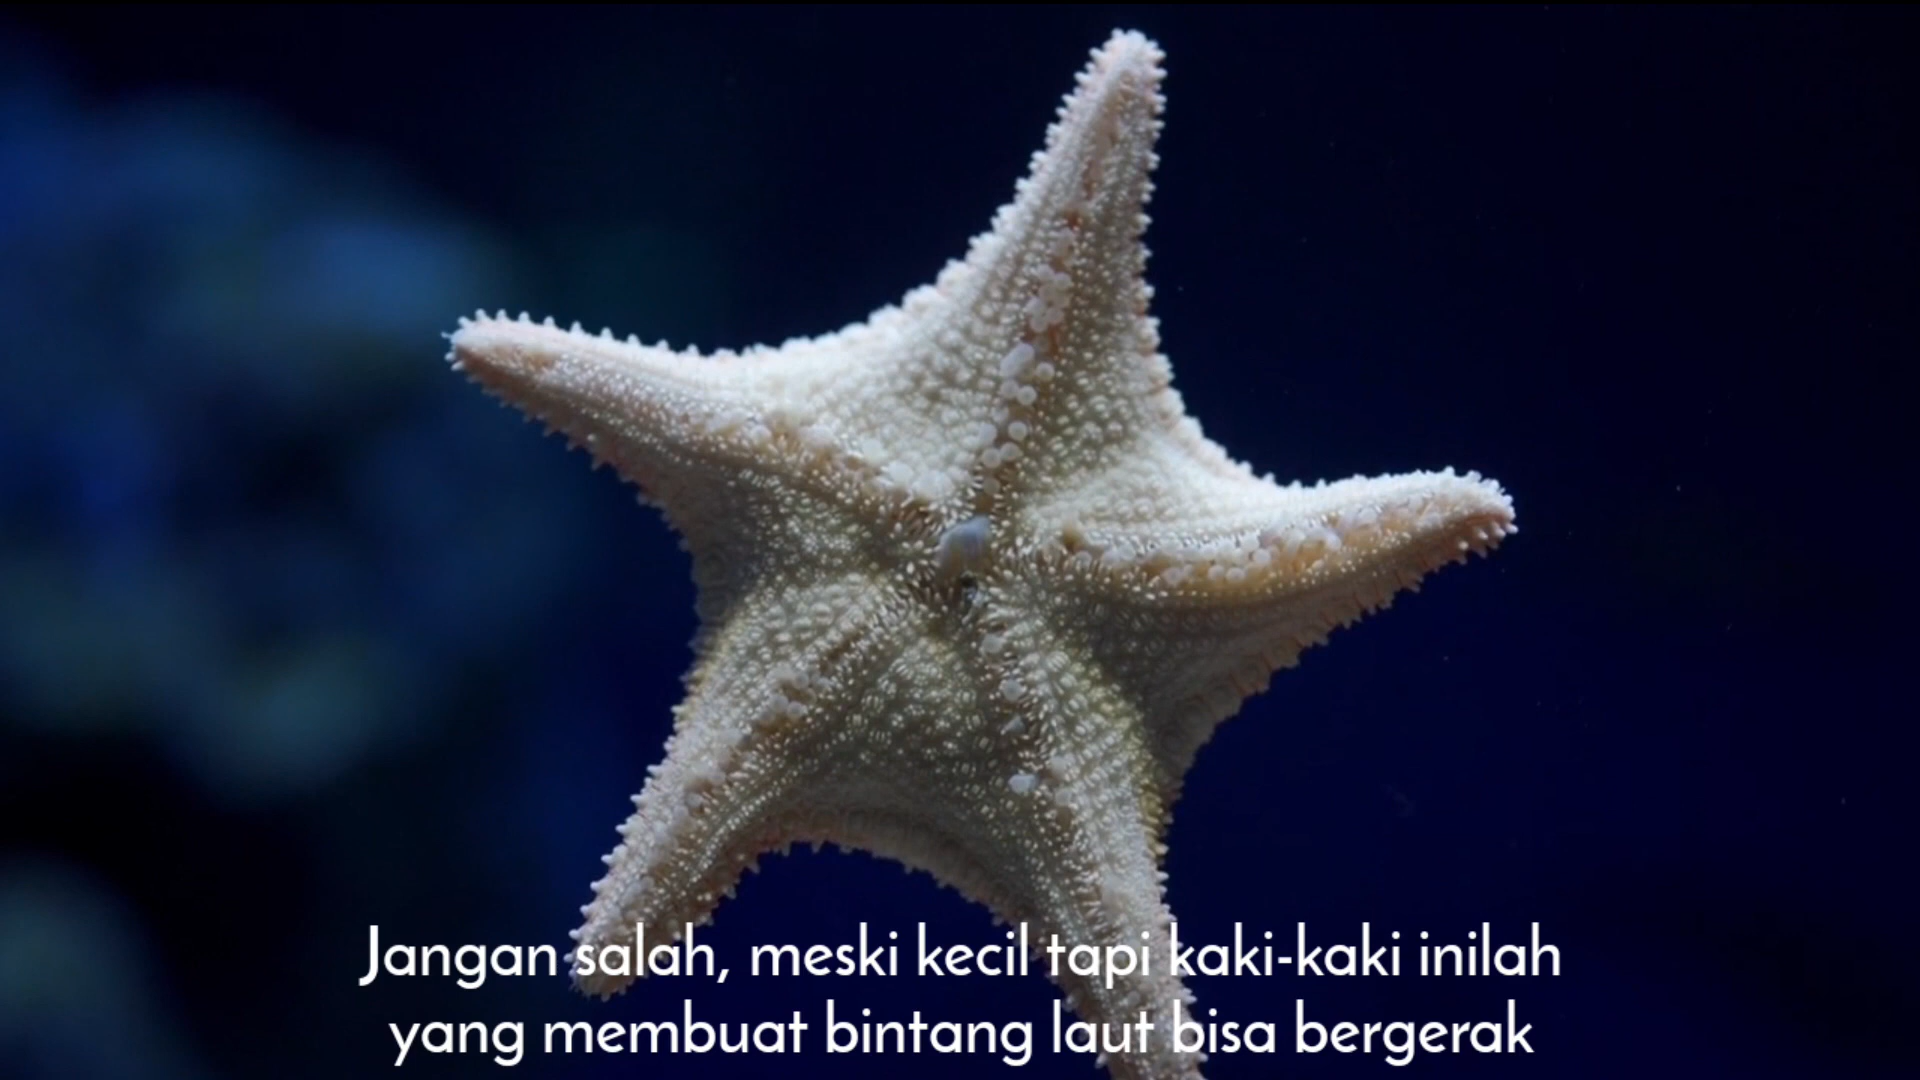 Jangan salah, meski kecil tapi kaki-kaki inilah
yang membuat bintang laut bisa bergerak